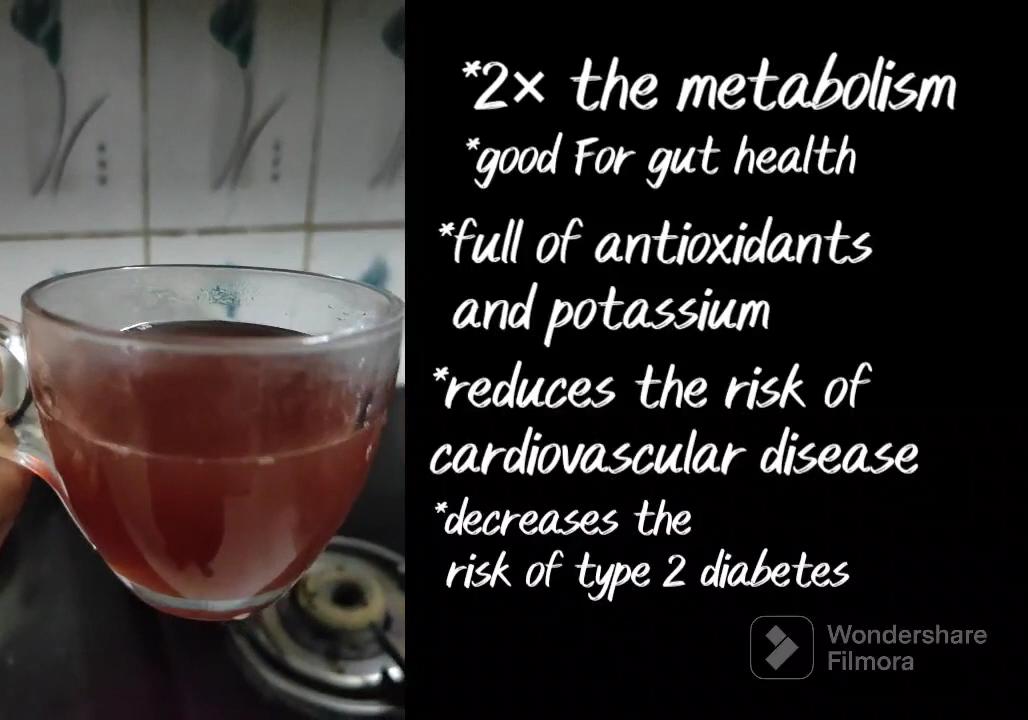 *2× the metabolism
*good For gut health
*full of antioxidants
and potassium
*reduces the risk of
cardiovascular disease
*decreases the
risk of type 2 diabetes
Wondershare
Filmora